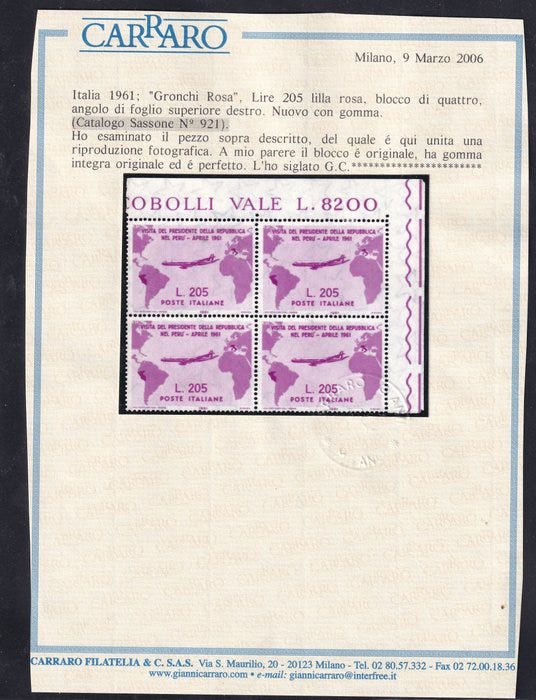 CARRARO
Milano, 9 Marzo 2006
Italia 1961; "Gronchi Rosa", Lire 205 lilla rosa, blocco di quattro,
angolo di foglio superiore destro. Nuovo con gomma.
(Catalogo Sassone N° 921).
Ho esaminato il pezzo sopra descritto, del quale é qui unita una
riproduzione fotografica. A mio parere il blocco é originale, ha gomma
integra originale ed é perfetto. L'ho siglato G.C.***********************
COBOLLI VALE L.8200
VISITA DEL PRESIDENTE DELLA REPUBBLICA
NEL PERU' - APRILE 1961
L. 205
POSTE ITALIANE
1961
VISITA DEL PRESIDENTE DELLA REPUBBLICA
NEL PERU' - APRILE 1961
L. 205
POSTE ITALIANE
1961
VISITA DEL PRESIDENTE DELLA REPUBBLICA
NEL PERU' - APRILE 1961
L. 205
POSTE ITALIANE
1961
VISITA DEL PRESIDENTE DELLA REPUBBLICA
NEL PERU' - APRILE 1961
L. 205
POSTE ITALIANE
1961
CARRARO FILATELIA & C. S.A.S. Via S. Maurilio, 20 - 20123 Milano - Tel. 02 80.57.332 - Fax 02 72.00.18.36
www.giannicarraro.com • e-mail: giannicarraro@interfree.it